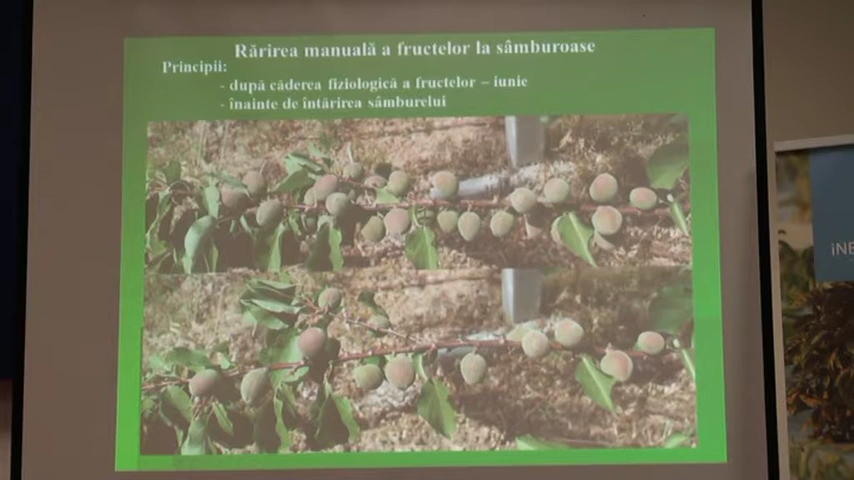 Rărirea manuală a fructelor la sâmburoase
Principii:
- după căderea fiziologică a fructelor – iunie
- înainte de întărirea sâmburelui